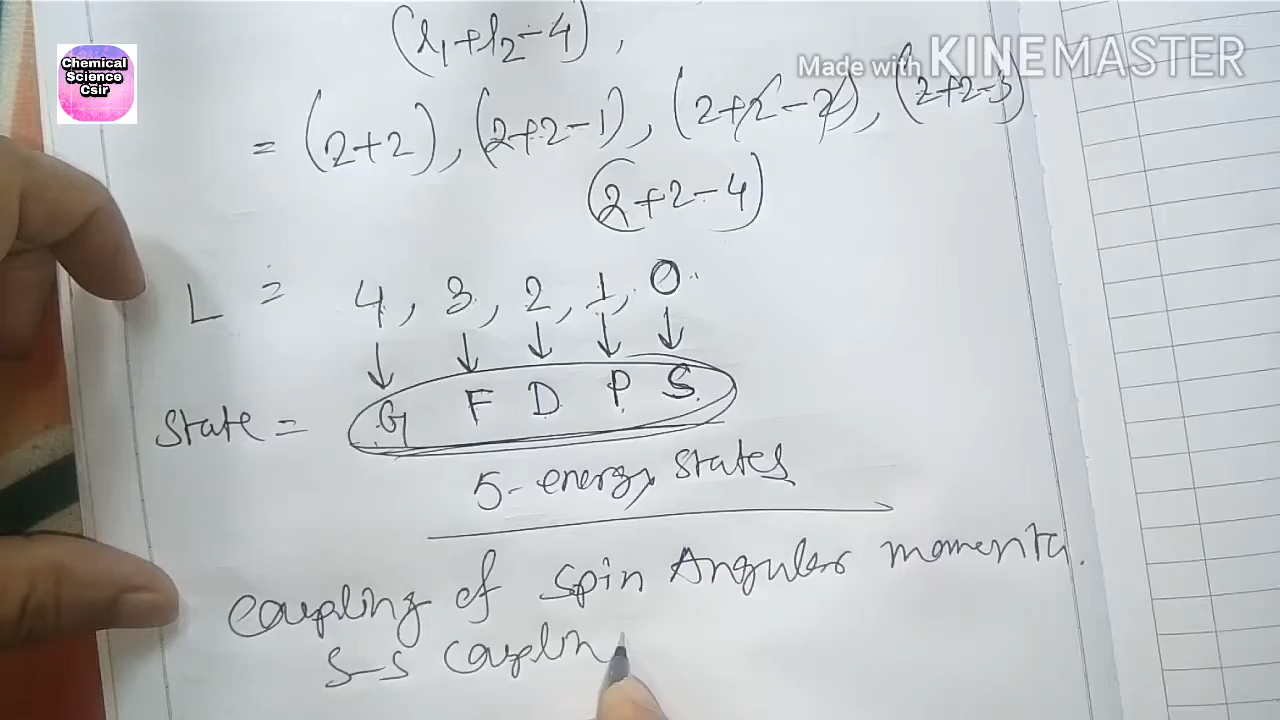 (l₁+l₂-4),
Made with KINEMASTER
Chemical
Science
Csir
= (2+2), (2+2-1), (2+2-2), (2+2-3)
(2+2-4)
L = 4, 3, 2, 1, 0
State = G F D P S
5-energy states
coupling of spin Angular momenta.
S-S Couplin